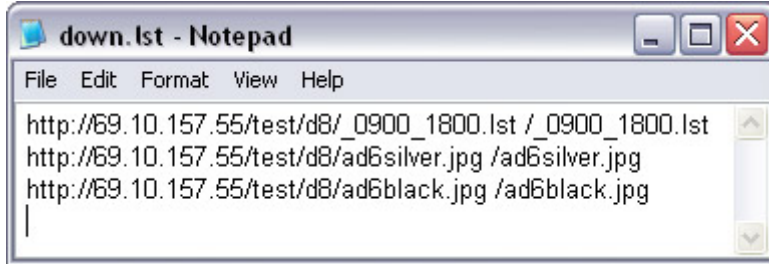 down.lst - Notepad
File Edit Format View Help
http://69.10.157.55/test/d8/_0900_1800.lst /_0900_1800.lst
http://69.10.157.55/test/d8/ad6silver.jpg /ad6silver.jpg
http://69.10.157.55/test/d8/ad6black.jpg /ad6black.jpg